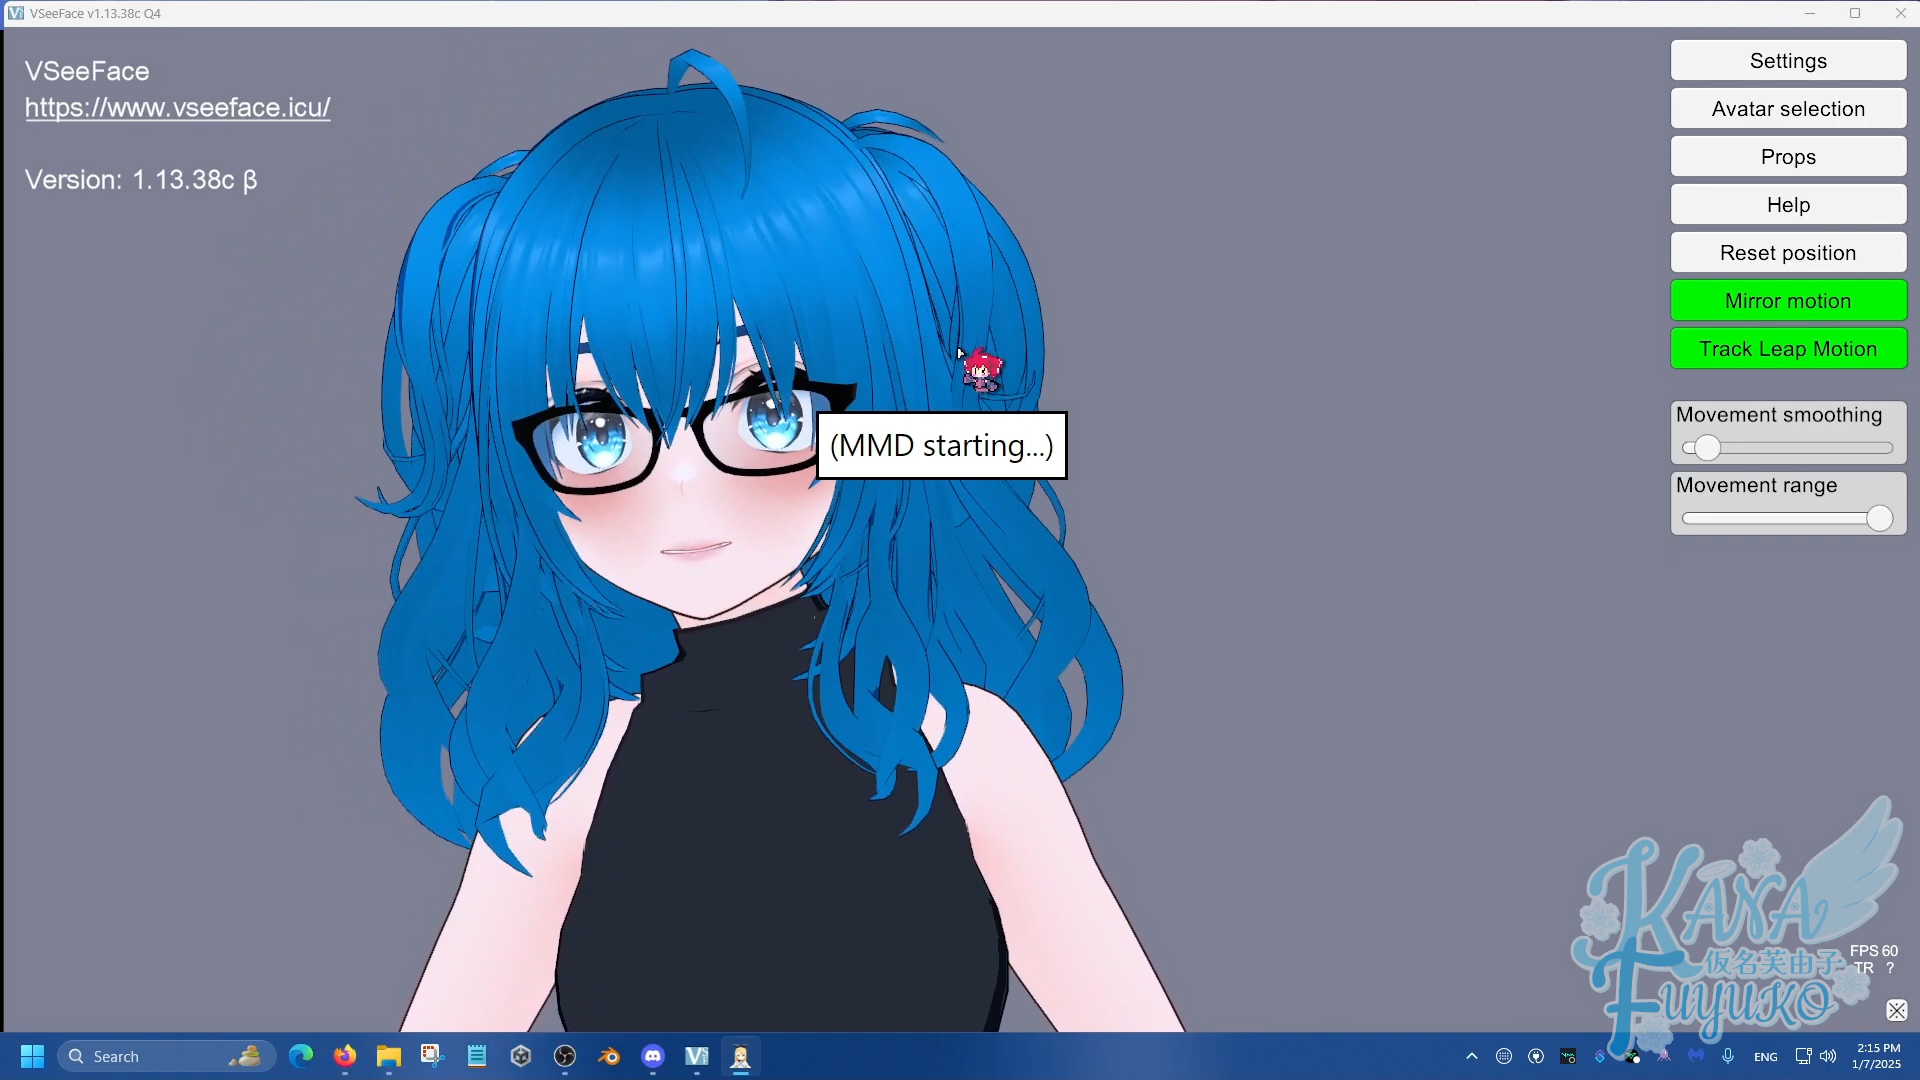 VSeeFace v1.13.38c Q4
VSeeFace
https://www.vseeface.icu/
Version: 1.13.38c β
Settings
Avatar selection
Props
Help
Reset position
Mirror motion
Track Leap Motion
Movement smoothing
Movement range
(MMD starting...)
KANA
仮名芙由子
FUYUKO
FPS 60
TR ?
Search
ENG
2:15 PM
1/7/2025